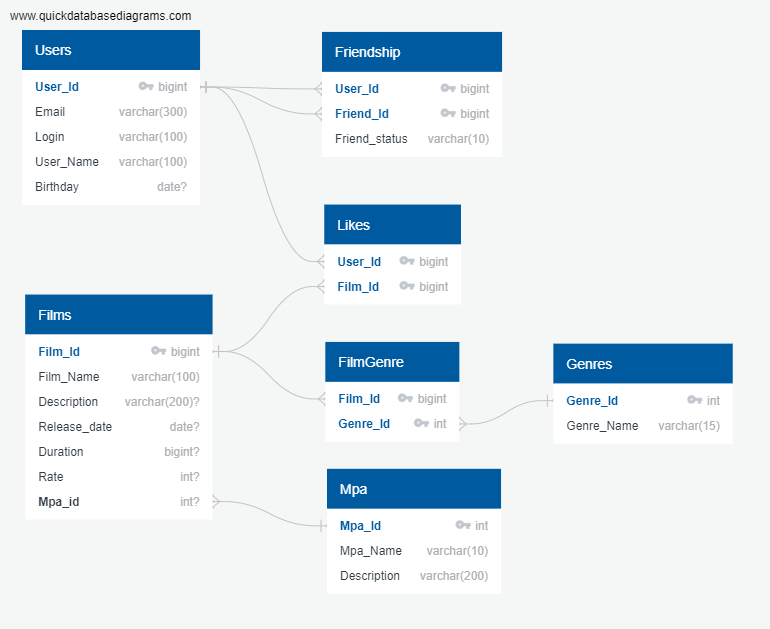 www.quickdatabasediagrams.com
Users
User_Id bigint
Email varchar(300)
Login varchar(100)
User_Name varchar(100)
Birthday date?
Friendship
User_Id bigint
Friend_Id bigint
Friend_status varchar(10)
Likes
User_Id bigint
Film_Id bigint
Films
Film_Id bigint
Film_Name varchar(100)
Description varchar(200)?
Release_date date?
Duration bigint?
Rate int?
Mpa_id int?
FilmGenre
Film_Id bigint
Genre_Id int
Genres
Genre_Id int
Genre_Name varchar(15)
Mpa
Mpa_Id int
Mpa_Name varchar(10)
Description varchar(200)